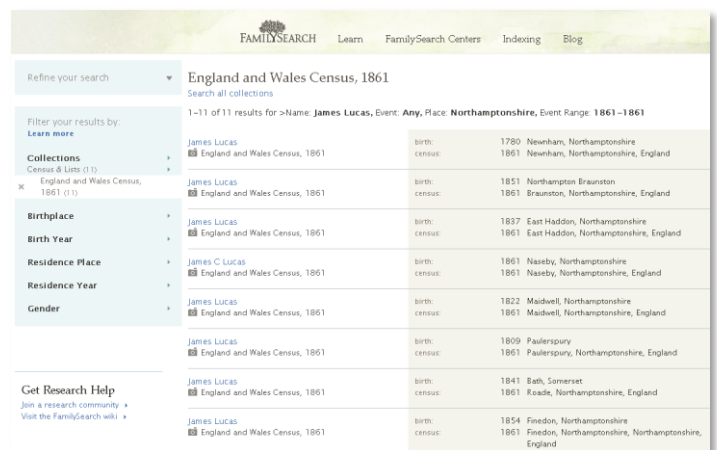 FAMILYSEARCH Learn FamilySearch Centers Indexing Blog
Refine your search
Filter your results by:
Learn more
Collections
Census & Lists (11)
England and Wales Census,
1861 (11)
Birthplace
Birth Year
Residence Place
Residence Year
Gender
Get Research Help
Join a research community
Visit the FamilySearch wiki
England and Wales Census, 1861
Search all collections
1-11 of 11 results for >Name: James Lucas, Event: Any, Place: Northamptonshire, Event Range: 1861-1861
James Lucas birth: 1780 Newnham, Northamptonshire
England and Wales Census, 1861 census: 1861 Newnham, Northamptonshire, England
James Lucas birth: 1851 Northampton Braunston
England and Wales Census, 1861 census: 1861 Braunston, Northamptonshire, England
James Lucas birth: 1837 East Haddon, Northamptonshire
England and Wales Census, 1861 census: 1861 East Haddon, Northamptonshire, England
James C Lucas birth: 1861 Naseby, Northamptonshire
England and Wales Census, 1861 census: 1861 Naseby, Northamptonshire, England
James Lucas birth: 1822 Maidwell, Northamptonshire
England and Wales Census, 1861 census: 1861 Maidwell, Northamptonshire, England
James Lucas birth: 1809 Paulerspury
England and Wales Census, 1861 census: 1861 Paulerspury, Northamptonshire, England
James Lucas birth: 1841 Bath, Somerset
England and Wales Census, 1861 census: 1861 Roade, Northamptonshire, England
James Lucas birth: 1854 Finedon, Northamptonshire
England and Wales Census, 1861 census: 1861 Finedon, Northamptonshire, Northamptonshire,
England